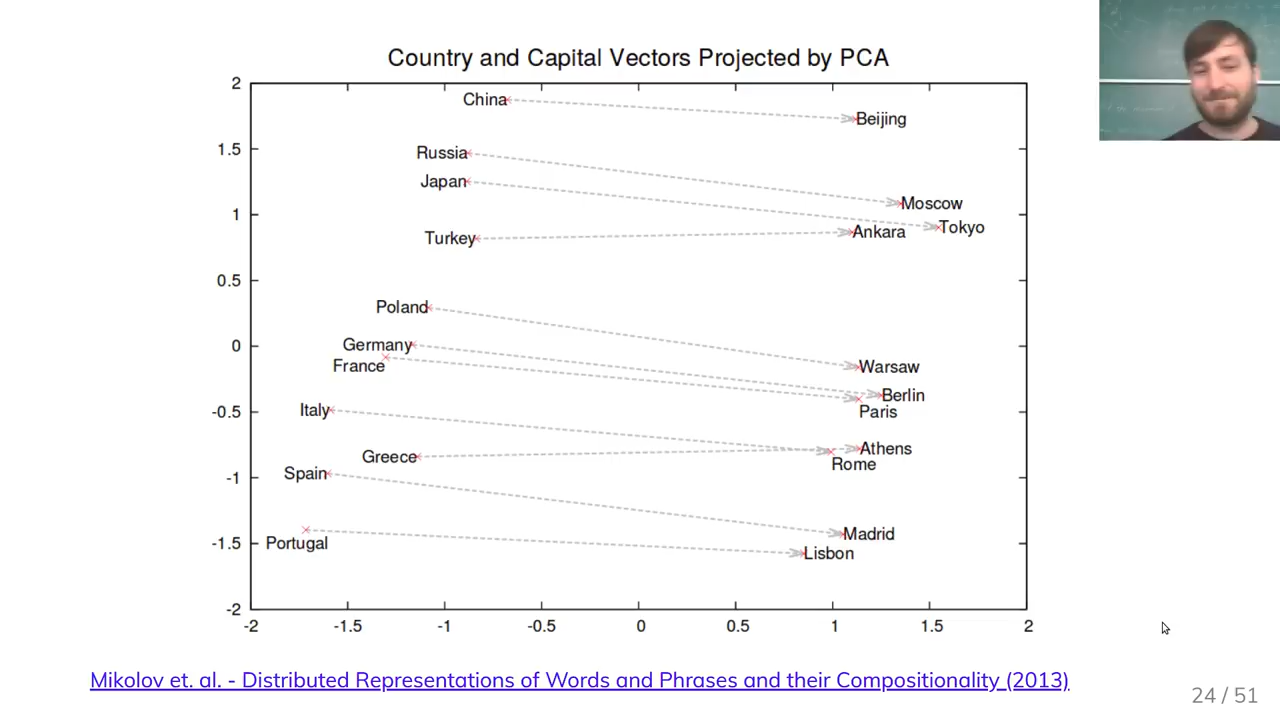 Country and Capital Vectors Projected by PCA
2
China
Beijing
1.5
Russia
Japan
Moscow
1
Tokyo
Turkey
Ankara
0.5
Poland
Germany
0
France
Warsaw
Berlin
-0.5
Italy
Paris
Athens
Greece
Rome
-1
Spain
Madrid
-1.5
Portugal
Lisbon
-2
-2 -1.5 -1 -0.5 0 0.5 1 1.5 2
Mikolov et. al. - Distributed Representations of Words and Phrases and their Compositionality (2013)
24 / 51